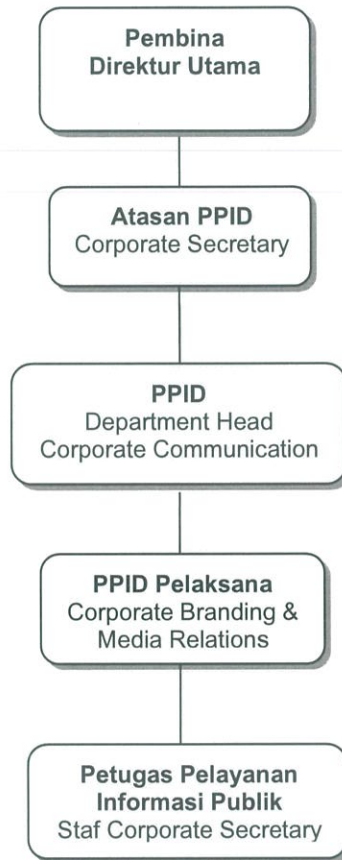 Pembina
Direktur Utama
Atasan PPID
Corporate Secretary
PPID
Department Head
Corporate Communication
PPID Pelaksana
Corporate Branding &
Media Relations
Petugas Pelayanan
Informasi Publik
Staf Corporate Secretary